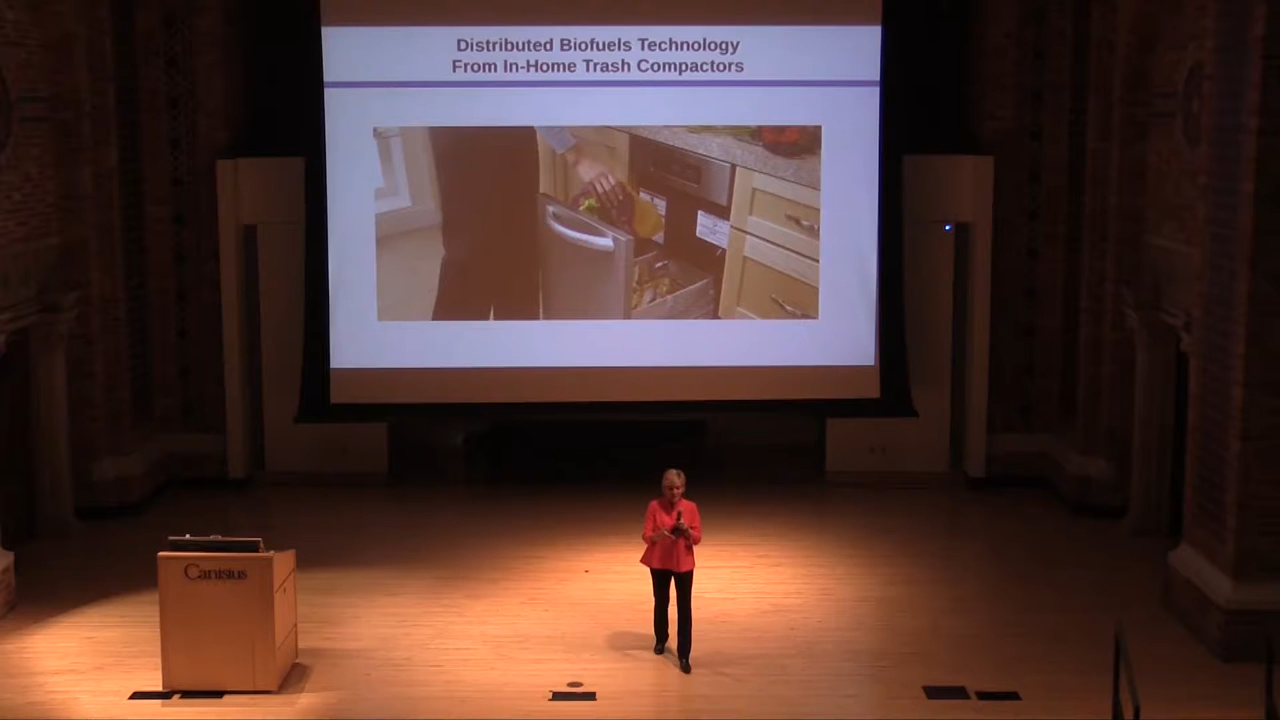 Distributed Biofuels Technology
From In-Home Trash Compactors
Canisius